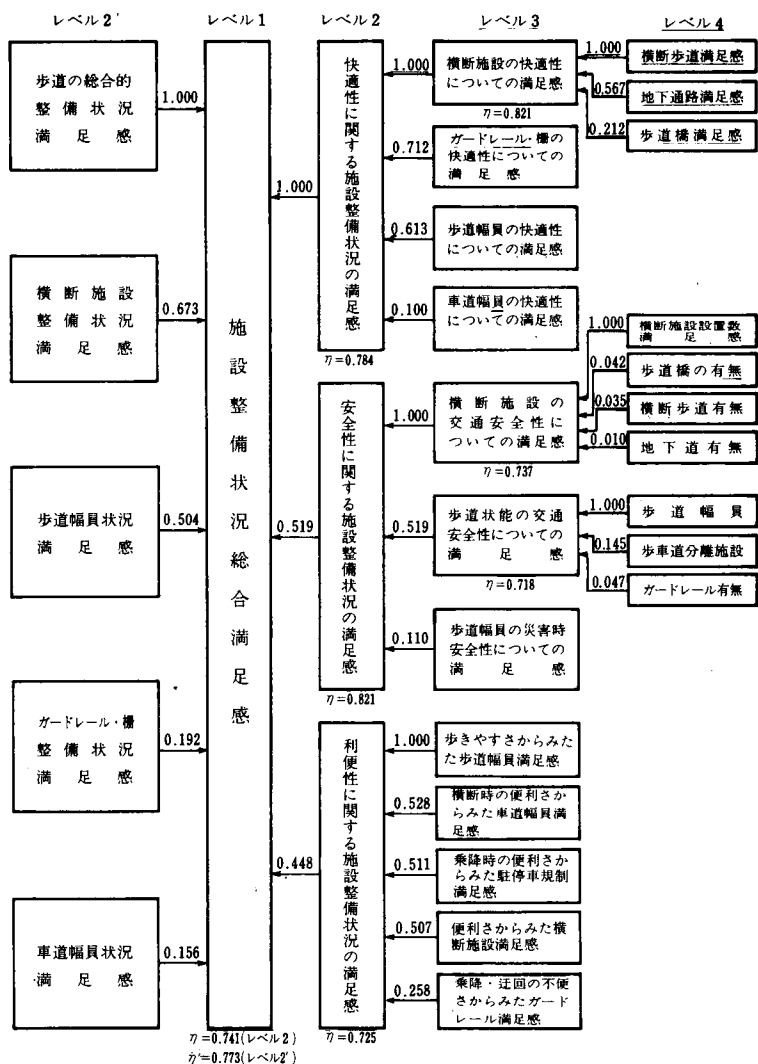 レベル2'
レベル1
レベル2
レベル3
レベル4
歩道の総合的
整備状況
満足感
1.000
横断施設
整備状況
満足感
0.673
歩道幅員状況
満足感
0.504
ガードレール・柵
整備状況
満足感
0.192
車道幅員状況
満足感
0.156
施設整備状況総合満足感
η=0.741(レベル2)
η'=0.773(レベル2')
1.000
快適性に関する施設整備状況の満足感
η=0.784
1.000
横断施設の快適性
についての満足感
η=0.821
1.000
横断歩道満足感
0.567
地下通路満足感
0.212
歩道橋満足感
0.712
ガードレール・柵の
快適性についての
満足感
0.613
歩道幅員の快適性
についての満足感
0.100
車道幅員の快適性
についての満足感
0.519
安全性に関する施設整備状況の満足感
η=0.821
1.000
横断施設の
交通安全性に
ついての満足感
η=0.737
1.000
横断施設設置数
満足感
0.042
歩道橋の有無
0.035
横断歩道有無
0.010
地下道有無
0.519
歩道状態の交通
安全性についての
満足感
η=0.718
1.000
歩道幅員
0.145
歩車道分離施設
0.047
ガードレール有無
0.110
歩道幅員の災害時
安全性についての
満足感
0.448
利便性に関する施設整備状況の満足感
η=0.725
1.000
歩きやすさからみ
た歩道幅員満足感
0.528
横断時の便利さか
らみた車道幅員満
足感
0.511
乗降時の便利さか
らみた駐停車規制
満足感
0.507
便利さからみた横
断施設満足感
0.258
乗降・迂回の不便
さからみたガード
レール満足感